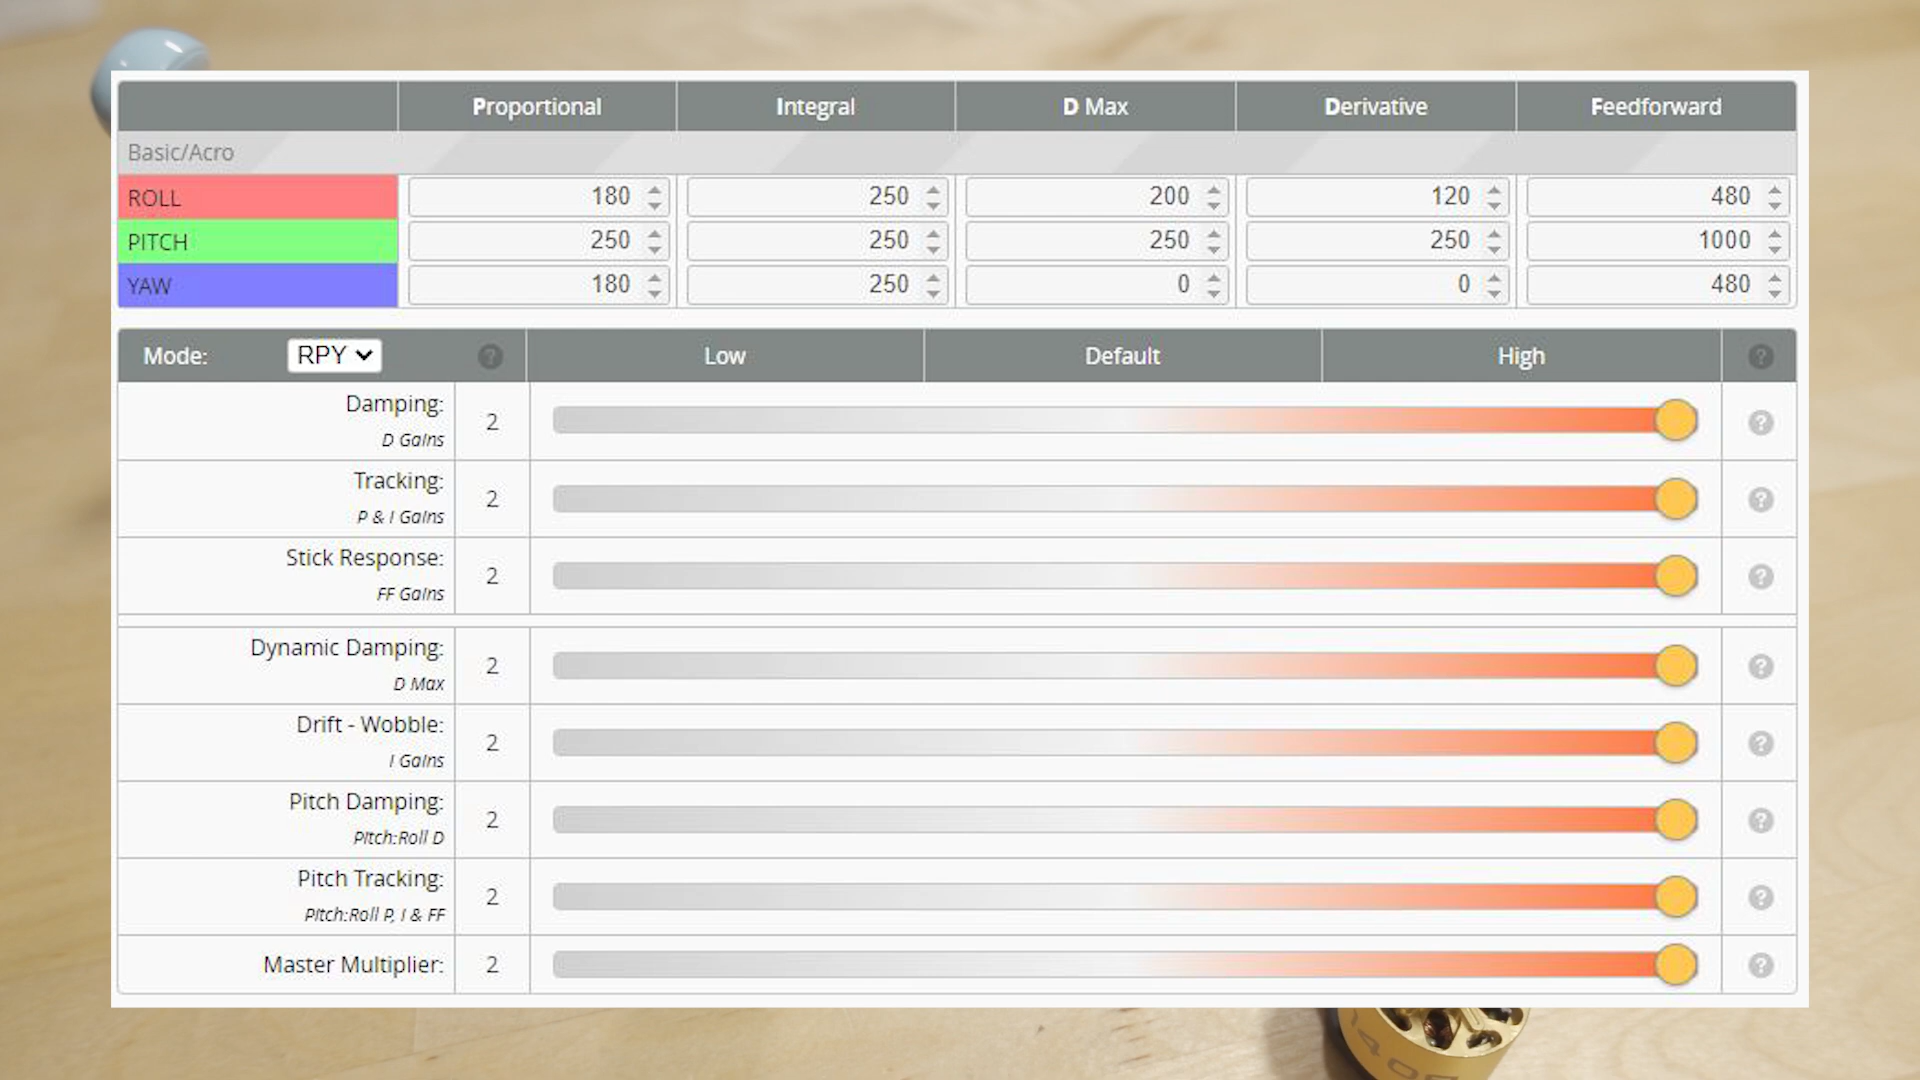 Proportional Integral D Max Derivative Feedforward
Basic/Acro
ROLL 180 250 200 120 480
PITCH 250 250 250 250 1000
YAW 180 250 0 0 480
Mode: RPY ? Low Default High ?
Damping:
D Gains
2 ?
Tracking:
P & I Gains
2 ?
Stick Response:
FF Gains
2 ?
Dynamic Damping:
D Max
2 ?
Drift - Wobble:
I Gains
2 ?
Pitch Damping:
Pitch:Roll D
2 ?
Pitch Tracking:
Pitch:Roll P, I & FF
2 ?
Master Multiplier: 2 ?